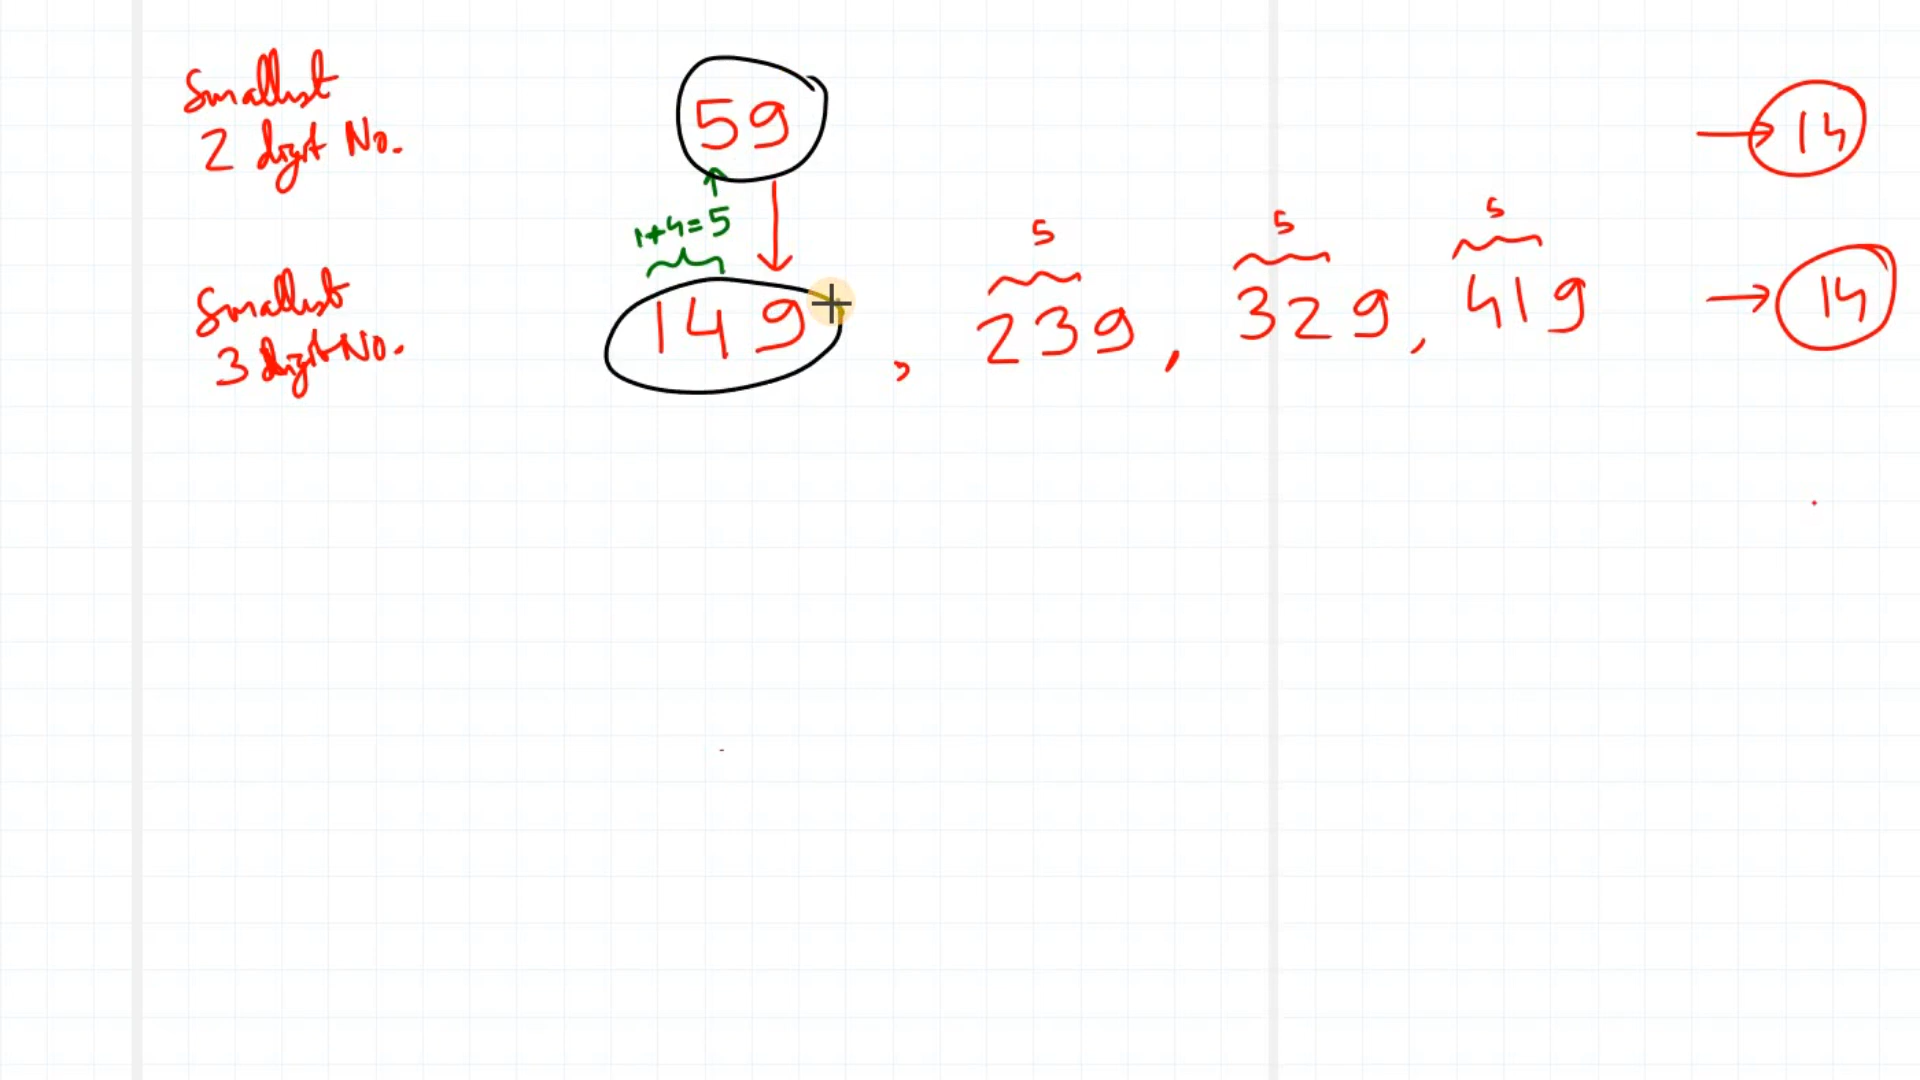 Smallest
2 digit No.
59
→ 14
1+4=5
5
5
5
Smallest
3 digit No.
149 , 239 , 329 , 419
→ 14